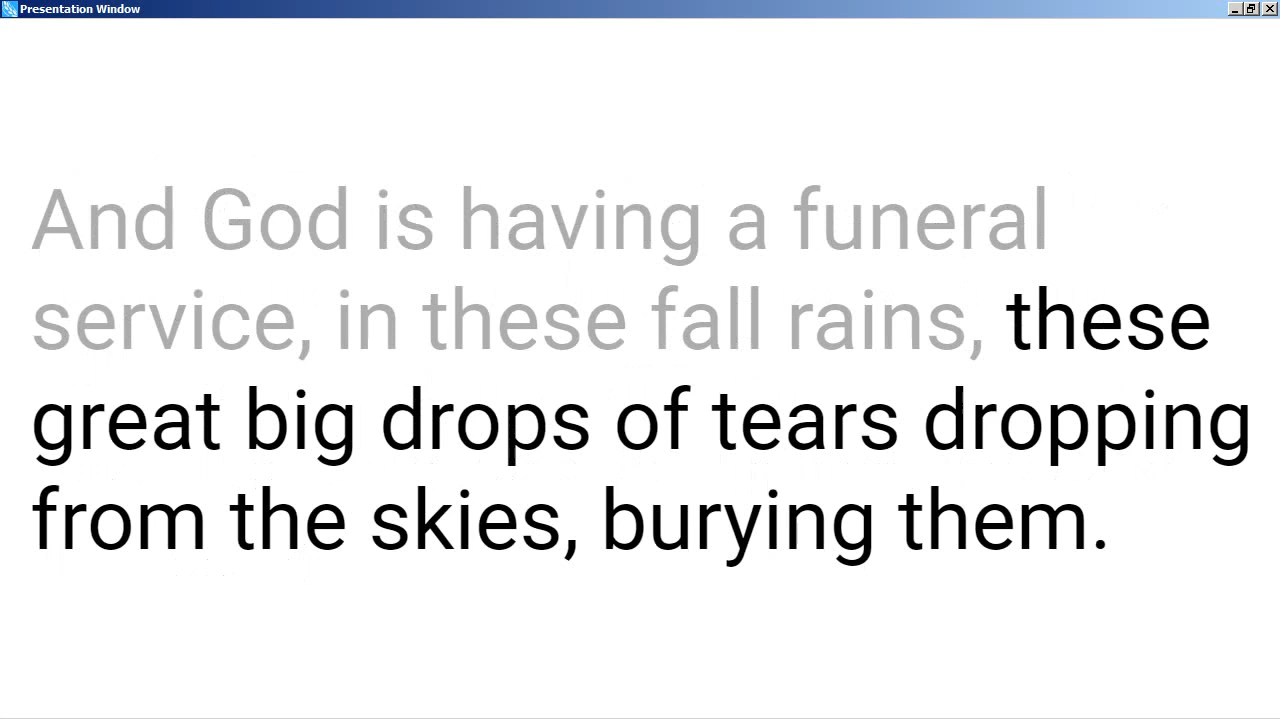 Presentation Window
And God is having a funeral
service, in these fall rains, these
great big drops of tears dropping
from the skies, burying them.